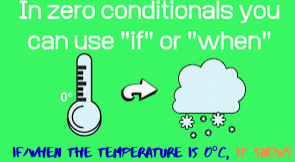 In zero conditionals you
can use "if" or "when"
0°
IF/WHEN THE TEMPERATURE IS 0°C, IT SNOWS